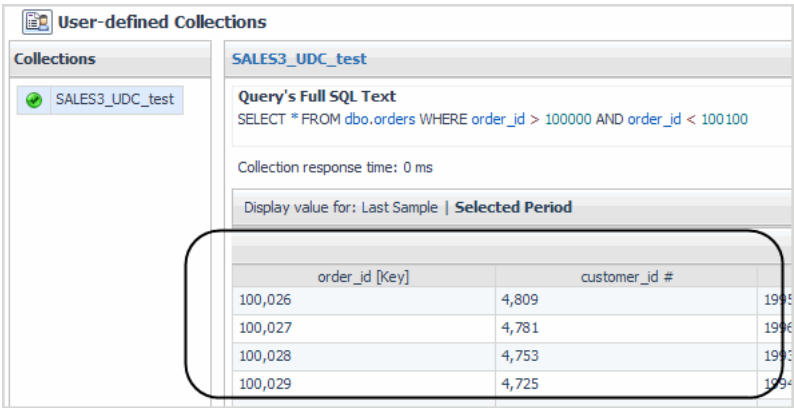 User-defined Collections
Collections
SALES3_UDC_test
SALES3_UDC_test
Query's Full SQL Text
SELECT * FROM dbo.orders WHERE order_id > 100000 AND order_id < 100100
Collection response time: 0 ms
Display value for: Last Sample | Selected Period
order_id [Key] customer_id #
100,026 4,809
100,027 4,781
100,028 4,753
100,029 4,725